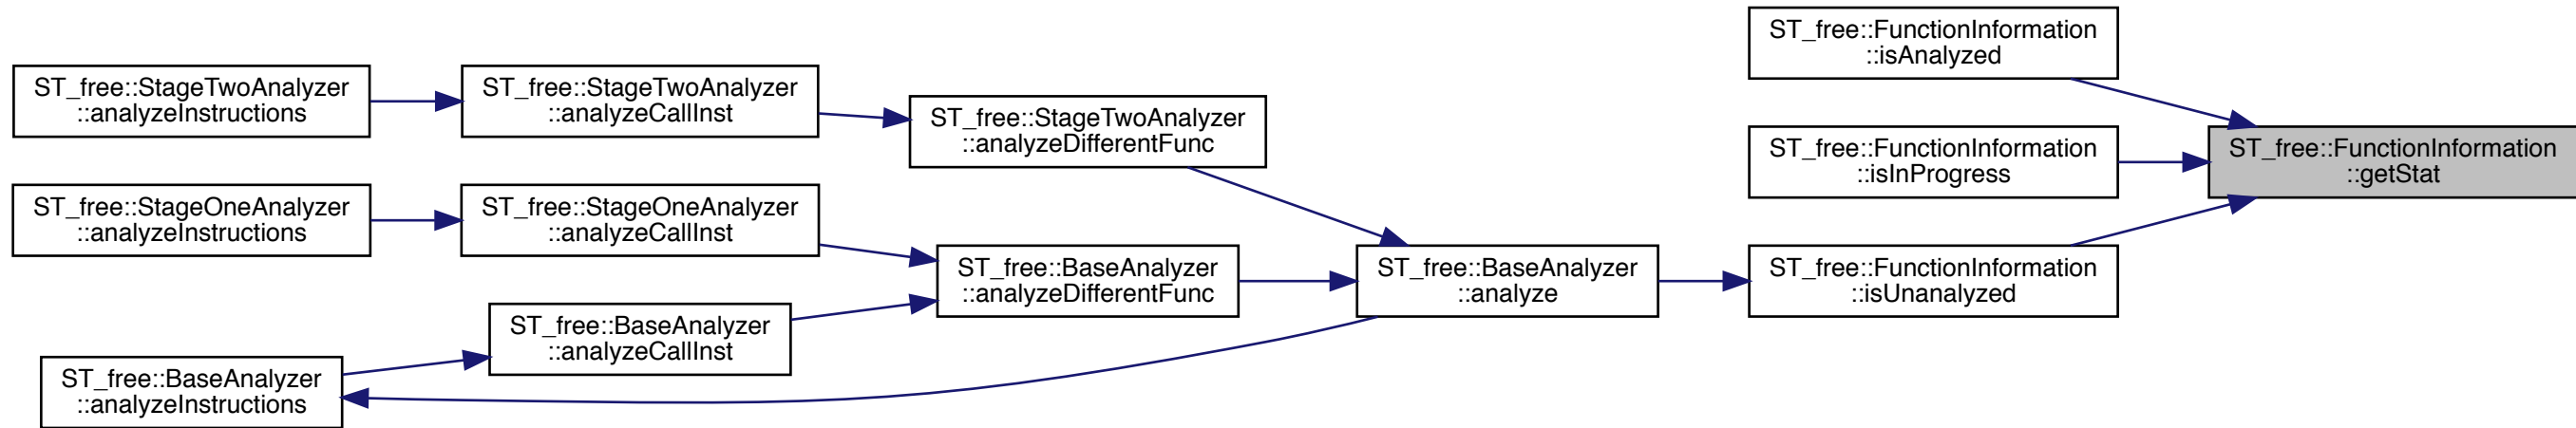 ST_free::FunctionInformation
::isAnalyzed
ST_free::StageTwoAnalyzer
::analyzeInstructions
ST_free::StageTwoAnalyzer
::analyzeCallInst
ST_free::StageTwoAnalyzer
::analyzeDifferentFunc
ST_free::FunctionInformation
::isInProgress
ST_free::FunctionInformation
::getStat
ST_free::StageOneAnalyzer
::analyzeInstructions
ST_free::StageOneAnalyzer
::analyzeCallInst
ST_free::BaseAnalyzer
::analyzeDifferentFunc
ST_free::BaseAnalyzer
::analyze
ST_free::FunctionInformation
::isUnanalyzed
ST_free::BaseAnalyzer
::analyzeCallInst
ST_free::BaseAnalyzer
::analyzeInstructions